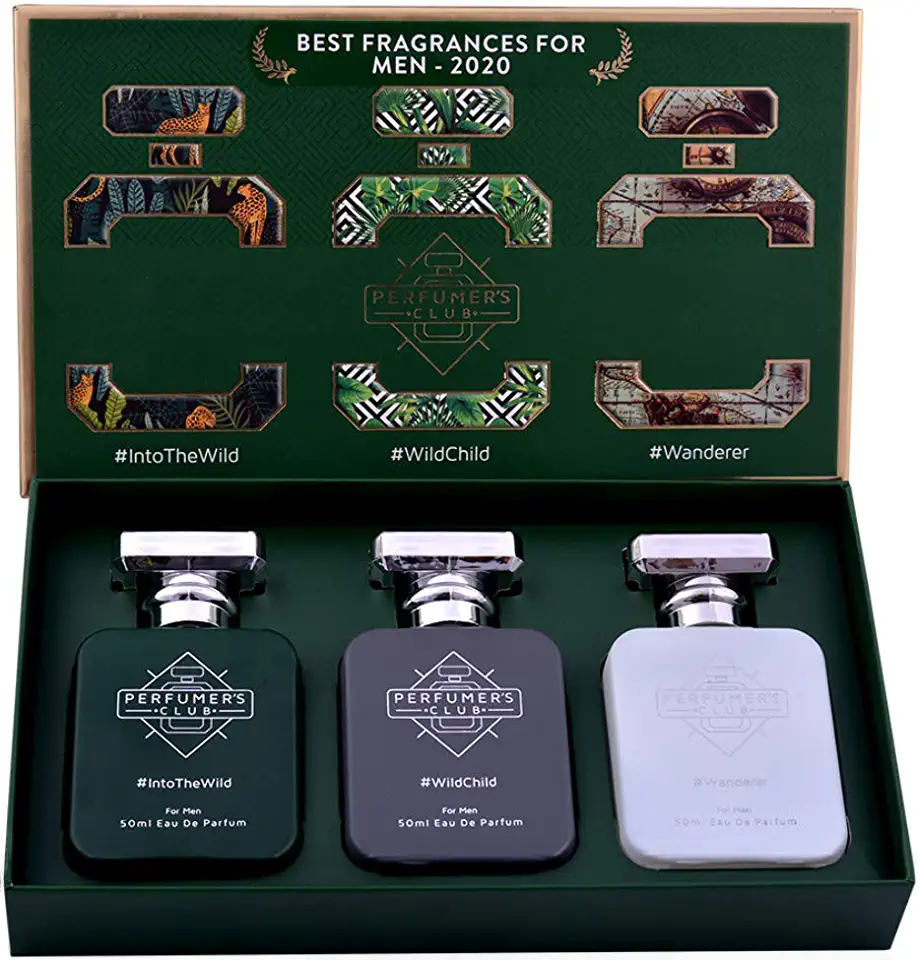 BEST FRAGRANCES FOR
MEN - 2020
PERFUMER'S
CLUB
#IntoTheWild
#WildChild
#Wanderer
PERFUMER'S
CLUB
#IntoTheWild
For Men
50ml Eau De Parfum
PERFUMER'S
CLUB
#WildChild
For Men
50ml Eau De Parfum
PERFUMER'S
CLUB
#Wanderer
For Men
50ml Eau De Parfum